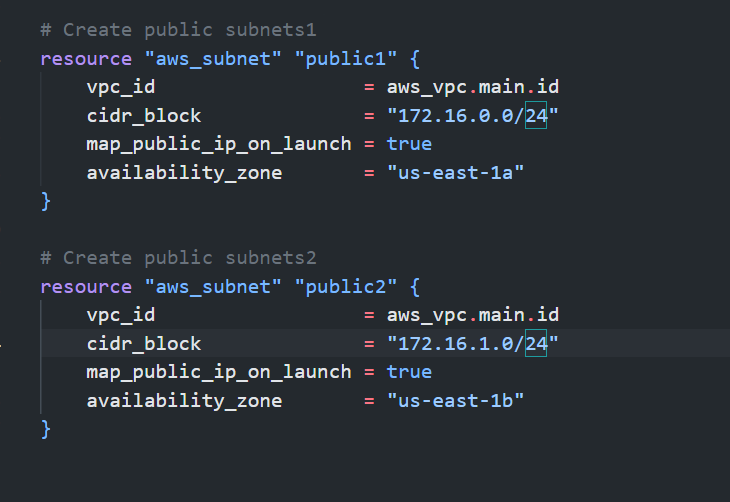 # Create public subnets1
resource "aws_subnet" "public1" {
    vpc_id                  = aws_vpc.main.id
    cidr_block              = "172.16.0.0/24"
    map_public_ip_on_launch = true
    availability_zone       = "us-east-1a"
}

# Create public subnets2
resource "aws_subnet" "public2" {
    vpc_id                  = aws_vpc.main.id
    cidr_block              = "172.16.1.0/24"
    map_public_ip_on_launch = true
    availability_zone       = "us-east-1b"
}